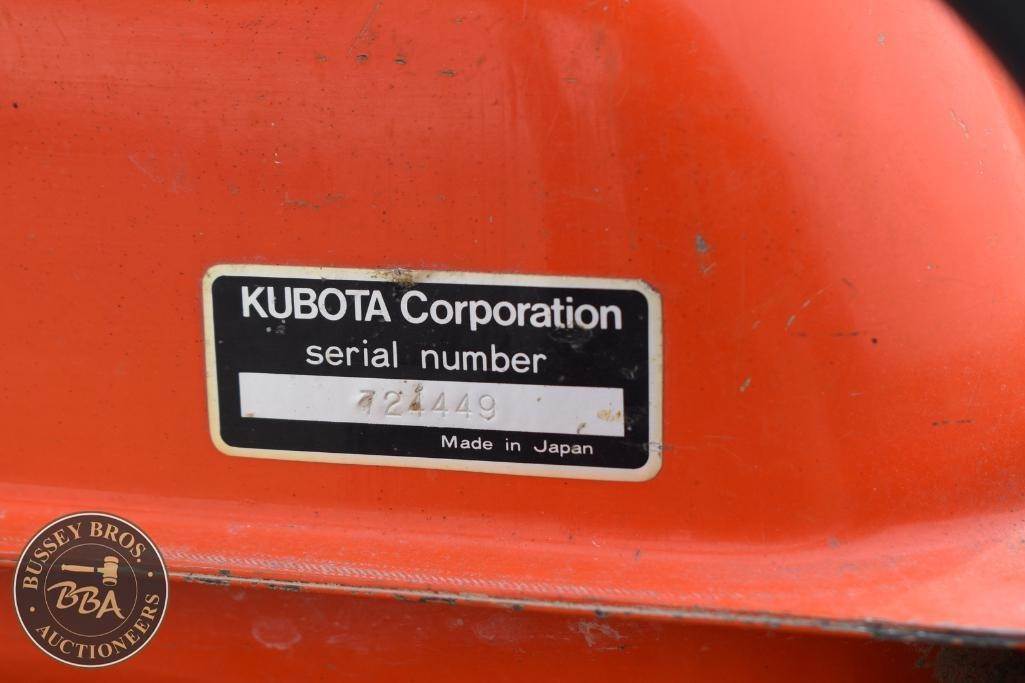 KUBOTA Corporation
serial number
724449
Made in Japan
BUSSEY BROS.
BBA
AUCTIONEERS